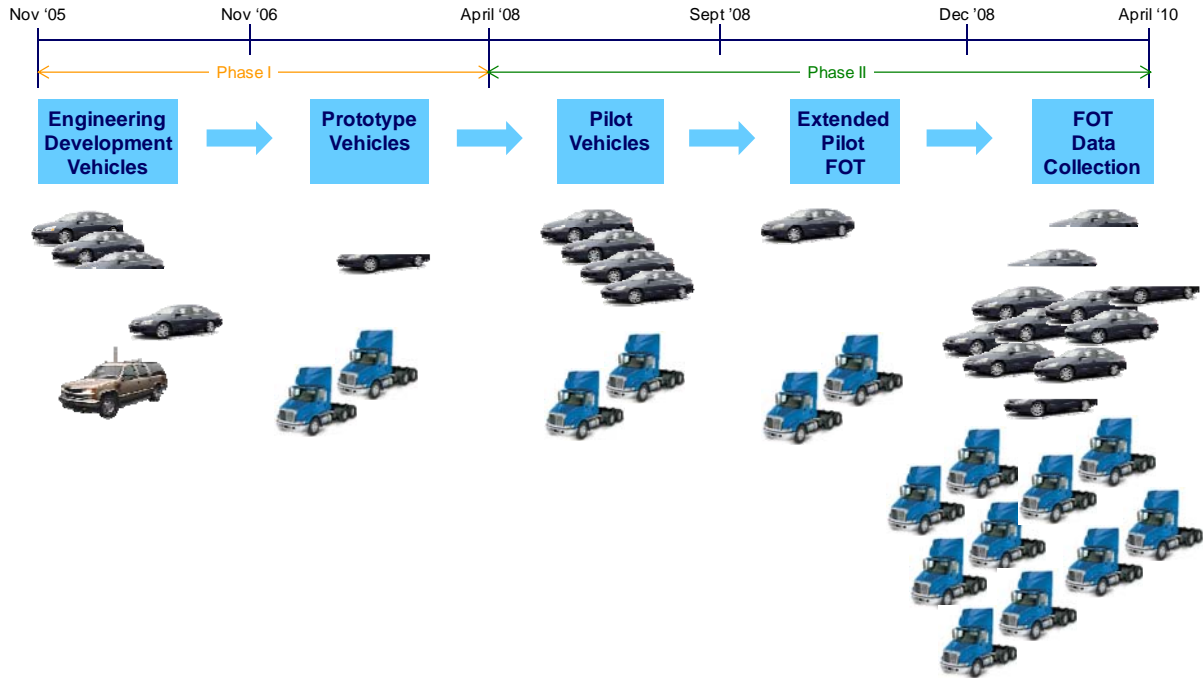 Nov ‘05
Nov ‘06
April ‘08
Sept ’08
Dec ’08
April ‘10
Phase I
Phase II
Engineering
Development
Vehicles
Prototype
Vehicles
Pilot
Vehicles
Extended
Pilot
FOT
FOT
Data
Collection